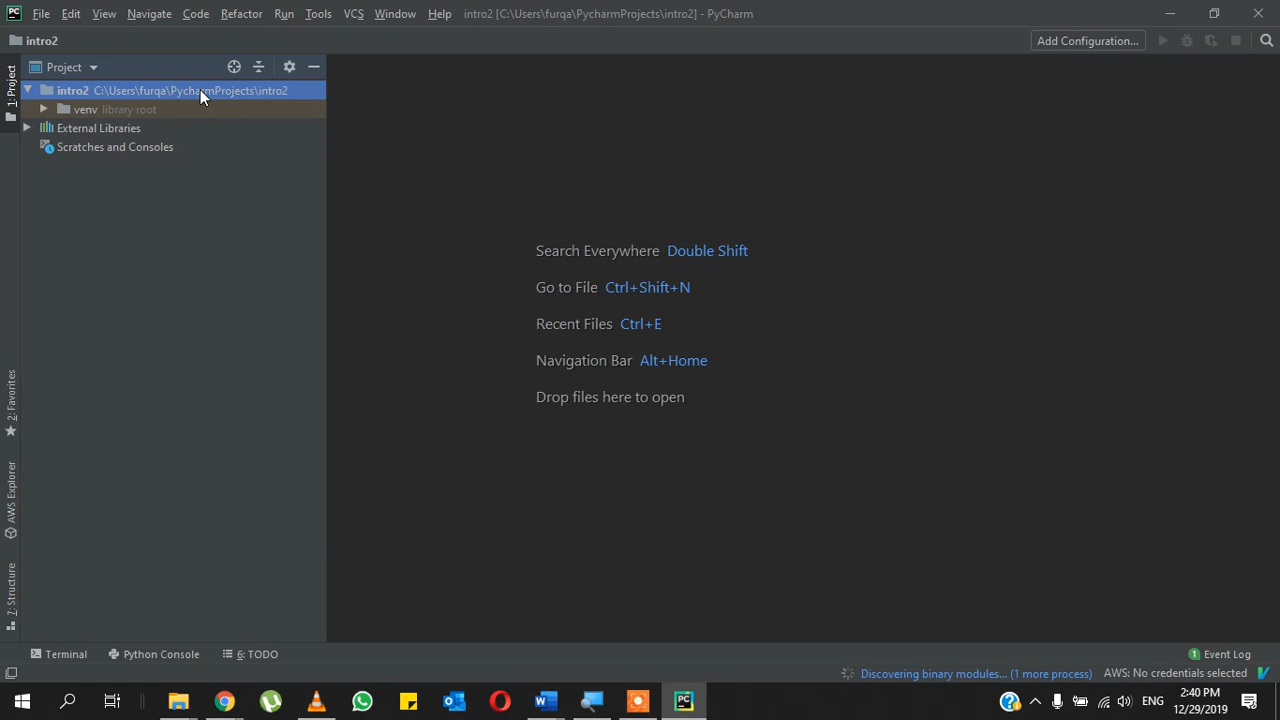 PC File Edit View Navigate Code Refactor Run Tools VCS Window Help intro2 [C:\Users\furqa\PycharmProjects\intro2] - PyCharm
intro2 Add Configuration...
1: Project
Project
intro2 C:\Users\furqa\PycharmProjects\intro2
venv library root
External Libraries
Scratches and Consoles
Search Everywhere Double Shift
Go to File Ctrl+Shift+N
Recent Files Ctrl+E
Navigation Bar Alt+Home
Drop files here to open
2: Favorites
AWS Explorer
7: Structure
Terminal Python Console 6: TODO 1 Event Log
Discovering binary modules... (1 more process) AWS: No credentials selected
ENG 2:40 PM
12/29/2019